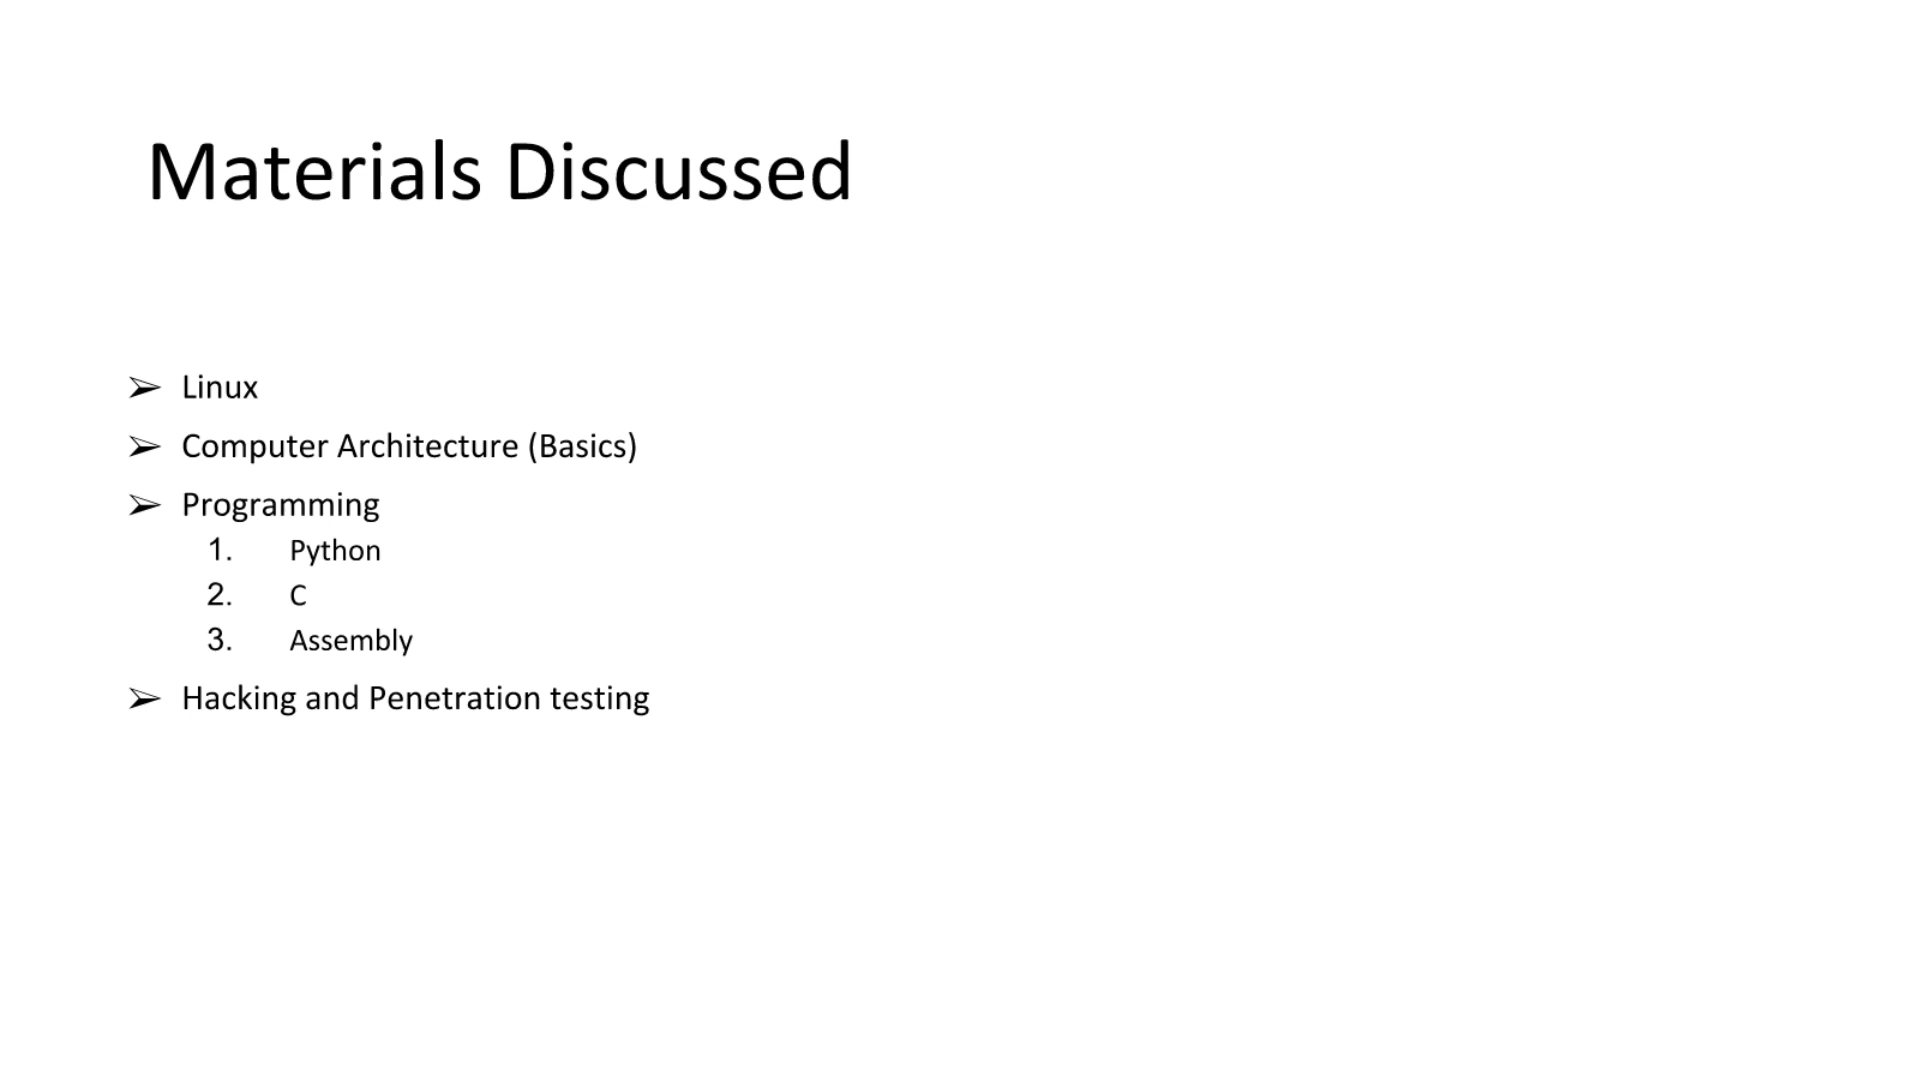 Materials Discussed
➢ Linux
➢ Computer Architecture (Basics)
➢ Programming
1. Python
2. C
3. Assembly
➢ Hacking and Penetration testing